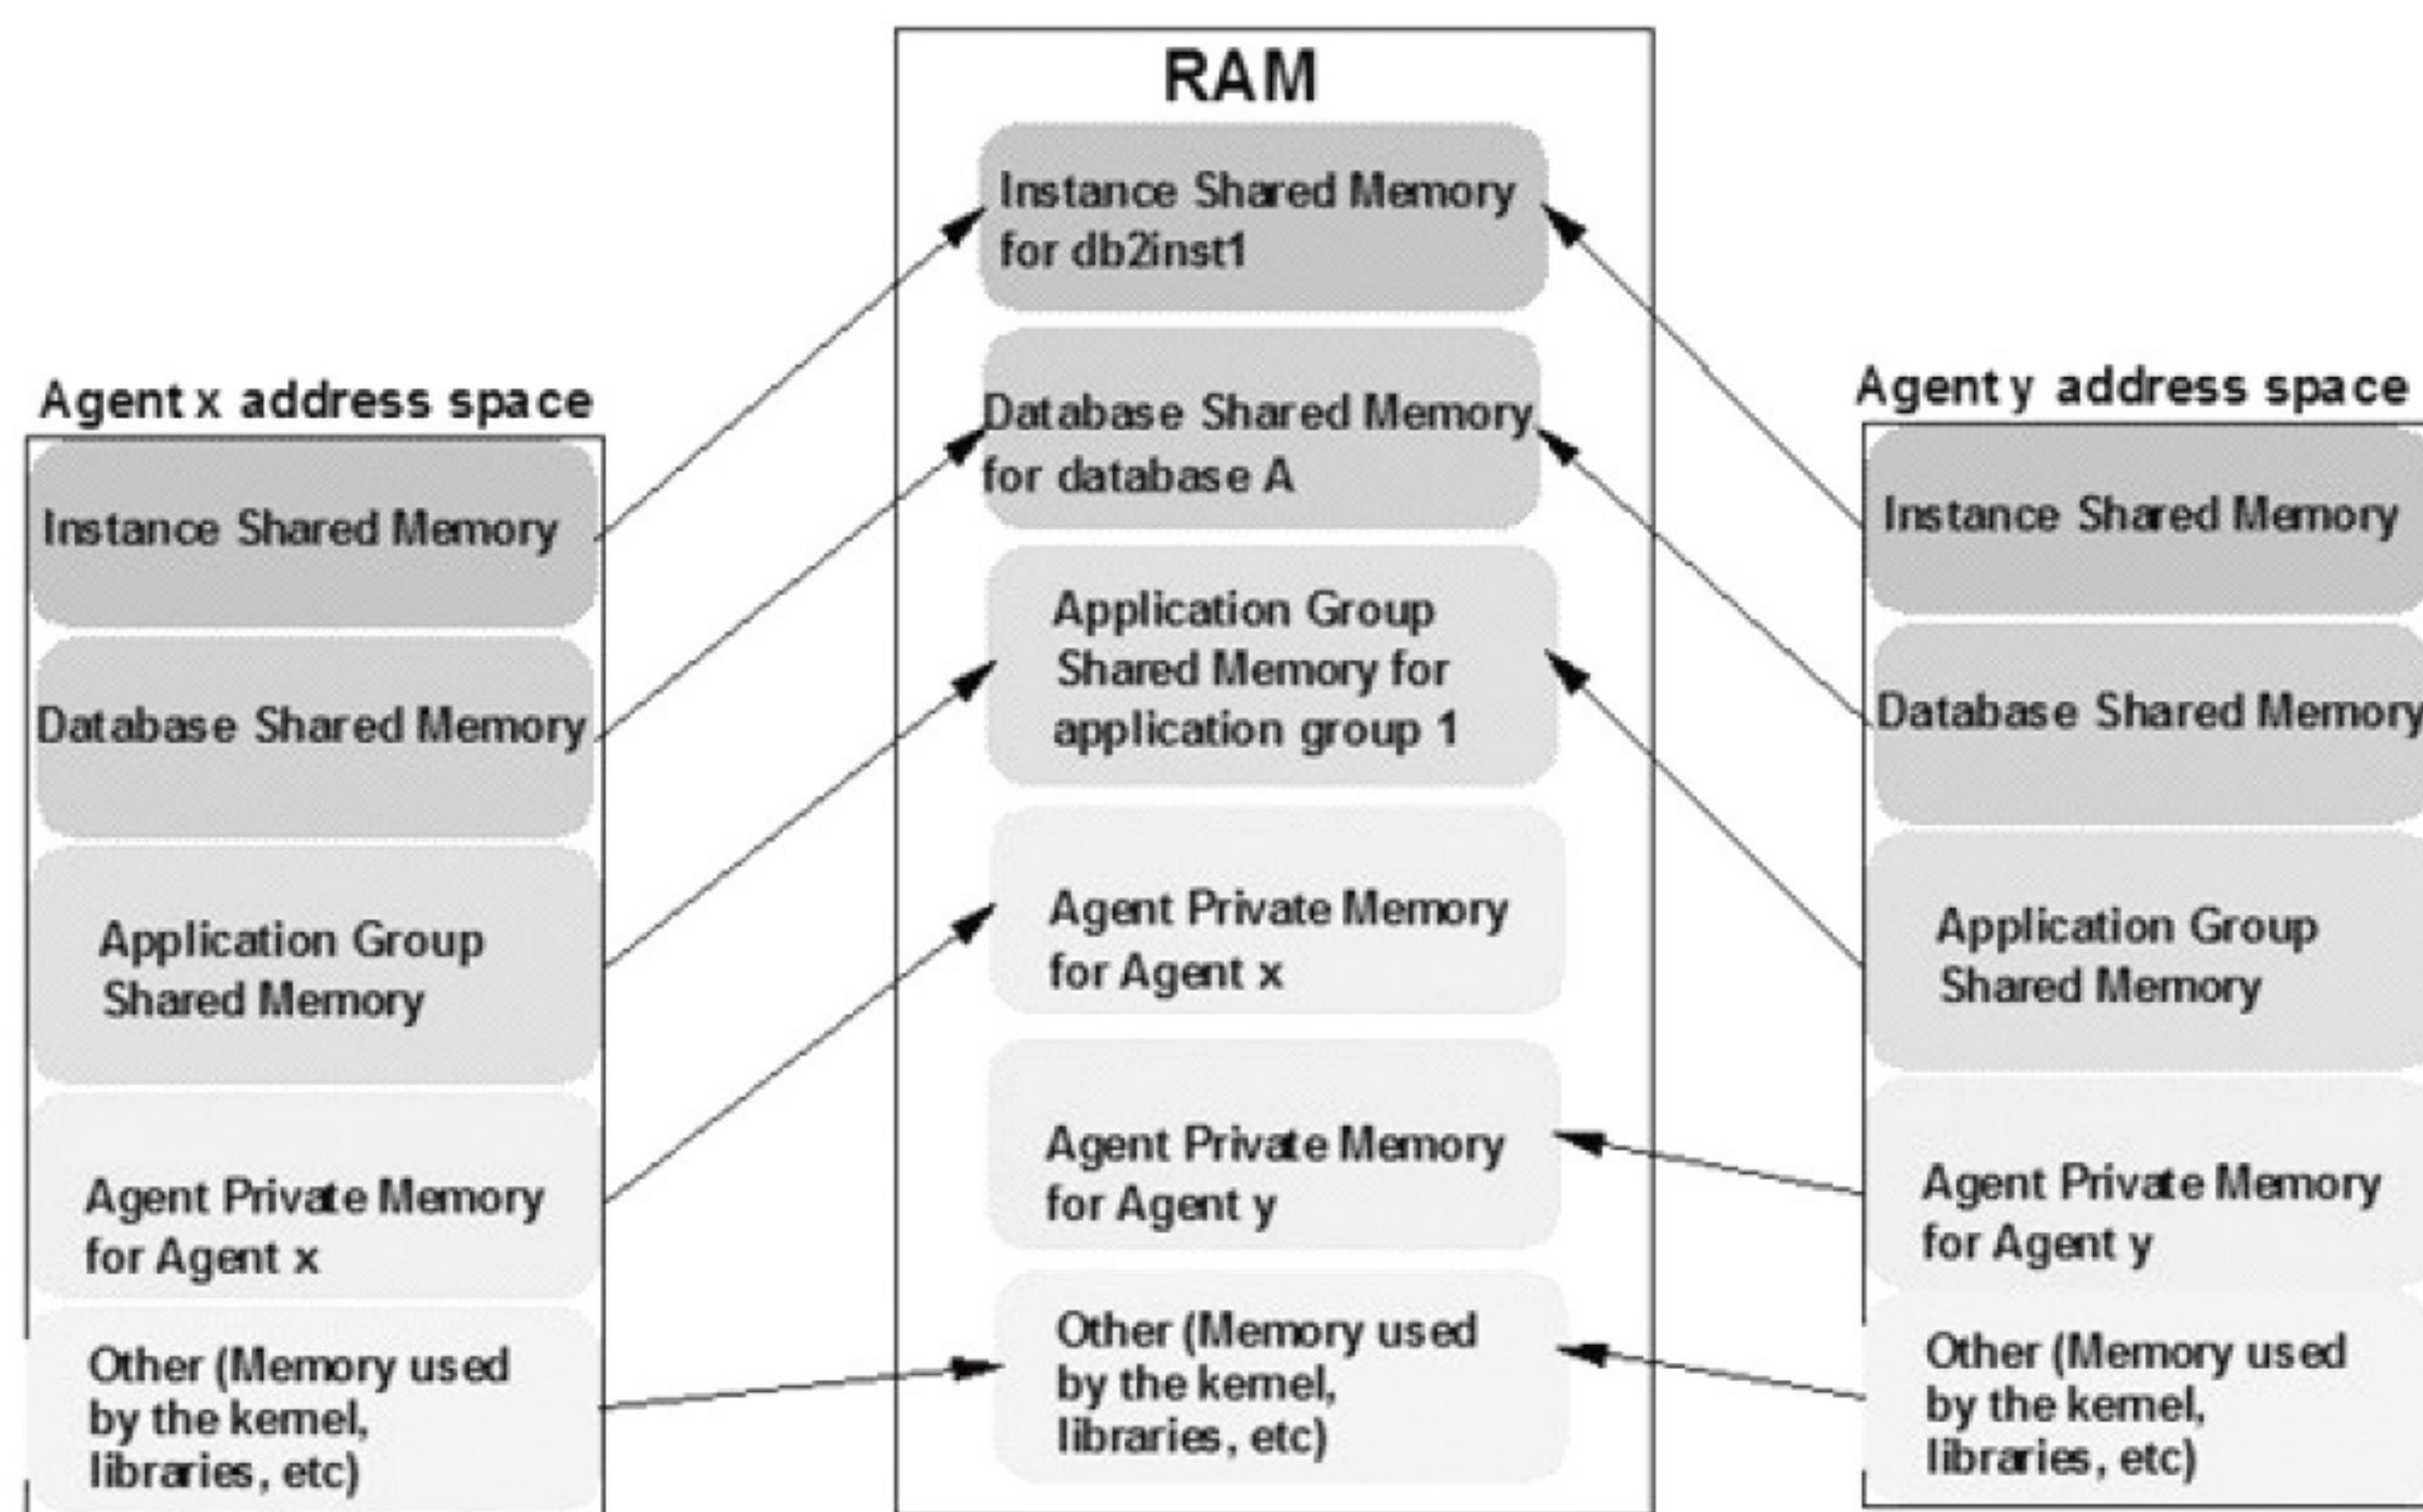 RAM
Instance Shared Memory
for db2inst1
Database Shared Memory
for database A
Application Group
Shared Memory for
application group 1
Agent Private Memory
for Agent x
Agent Private Memory
for Agent y
Other (Memory used
by the kernel,
libraries, etc)
Agent x address space
Instance Shared Memory
Database Shared Memory
Application Group
Shared Memory
Agent Private Memory
for Agent x
Other (Memory used
by the kernel,
libraries, etc)
Agent y address space
Instance Shared Memory
Database Shared Memory
Application Group
Shared Memory
Agent Private Memory
for Agent y
Other (Memory used
by the kernel,
libraries, etc)